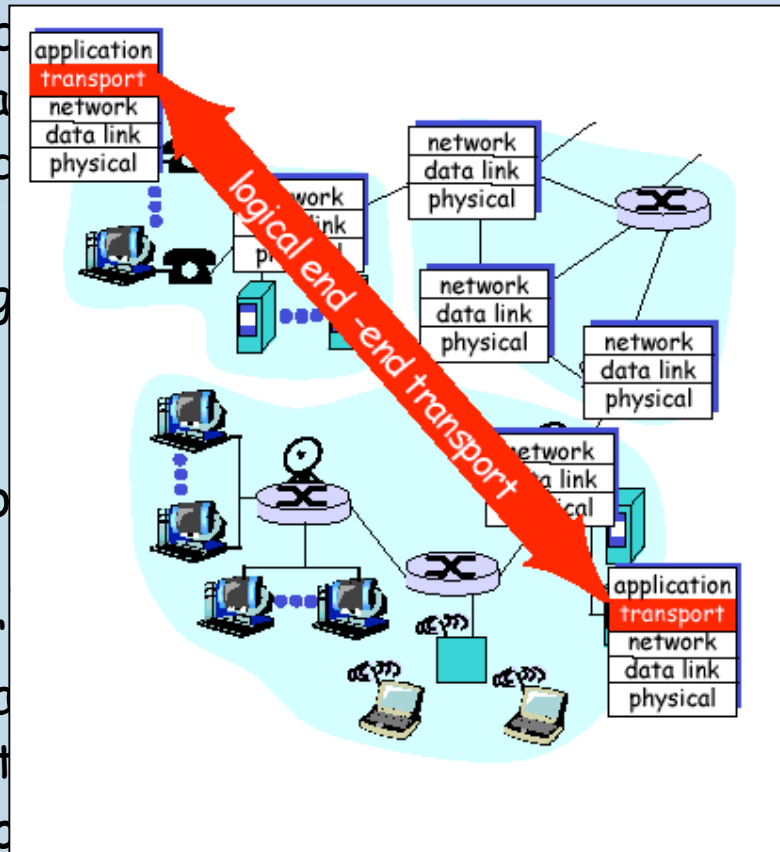 application
transport
network
data link
physical
network
data link
physical
logical end -end transport
network
data link
physical
network
data link
physical
application
transport
network
data link
physical